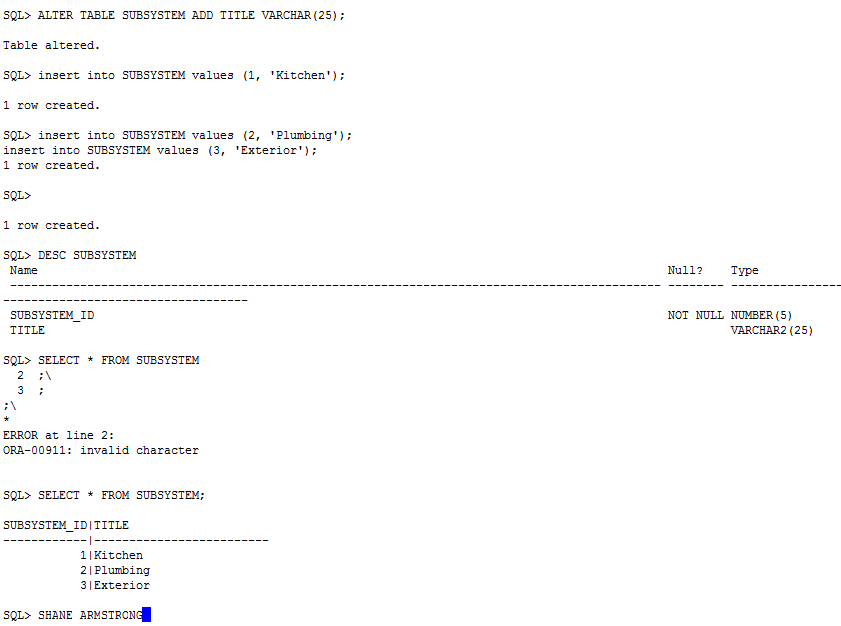 SQL> ALTER TABLE SUBSYSTEM ADD TITLE VARCHAR(25);
Table altered.
SQL> insert into SUBSYSTEM values (1, 'Kitchen');
1 row created.
SQL> insert into SUBSYSTEM values (2, 'Plumbing');
insert into SUBSYSTEM values (3, 'Exterior');
1 row created.
SQL>
1 row created.
SQL> DESC SUBSYSTEM
Name Null? Type
--------------------------------------------------------------------------------------------- -------- ----------------
-----------------------------------
SUBSYSTEM_ID NOT NULL NUMBER(5)
TITLE VARCHAR2(25)
SQL> SELECT * FROM SUBSYSTEM
2 ;\
3 ;
;\
*
ERROR at line 2:
ORA-00911: invalid character
SQL> SELECT * FROM SUBSYSTEM;
SUBSYSTEM_ID|TITLE
------------|-------------------------
1|Kitchen
2|Plumbing
3|Exterior
SQL> SHANE ARMSTRONG